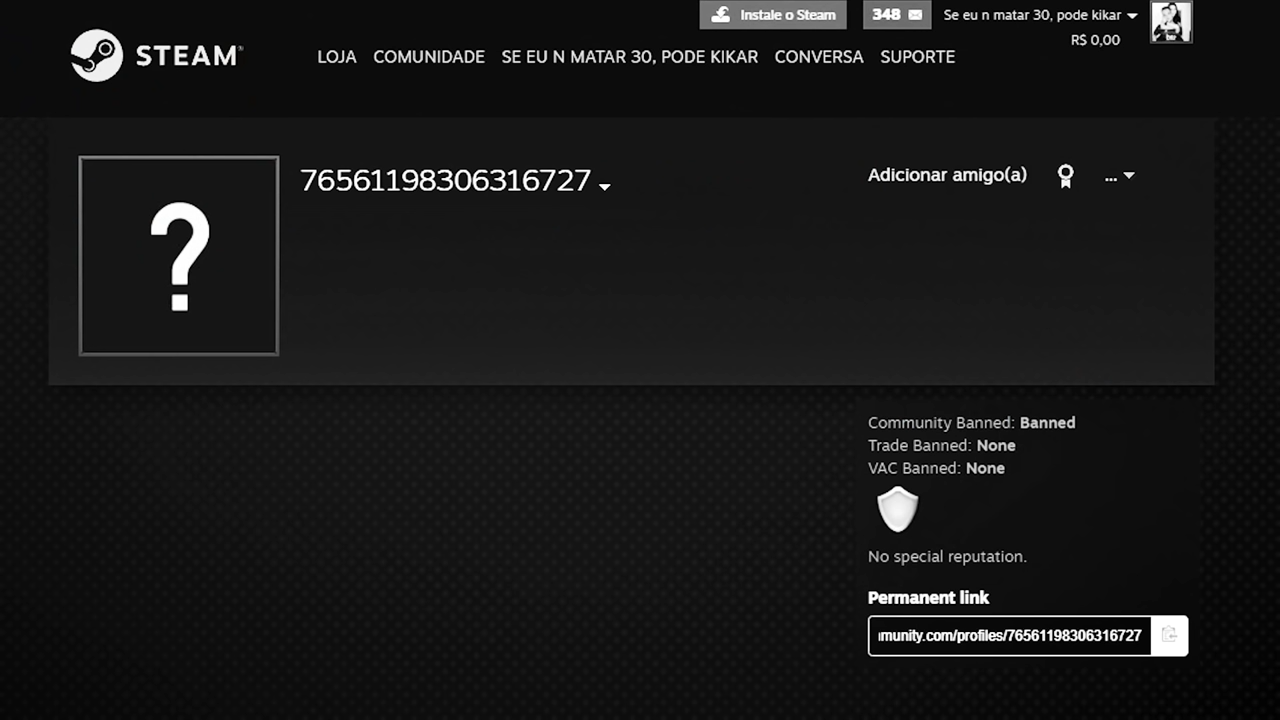 Instale o Steam
348
Se eu n matar 30, pode kikar
R$ 0,00
STEAM®
LOJA COMUNIDADE SE EU N MATAR 30, PODE KIKAR CONVERSA SUPORTE
76561198306316727
Adicionar amigo(a)
...
?
Community Banned: Banned
Trade Banned: None
VAC Banned: None
No special reputation.
Permanent link
munity.com/profiles/76561198306316727